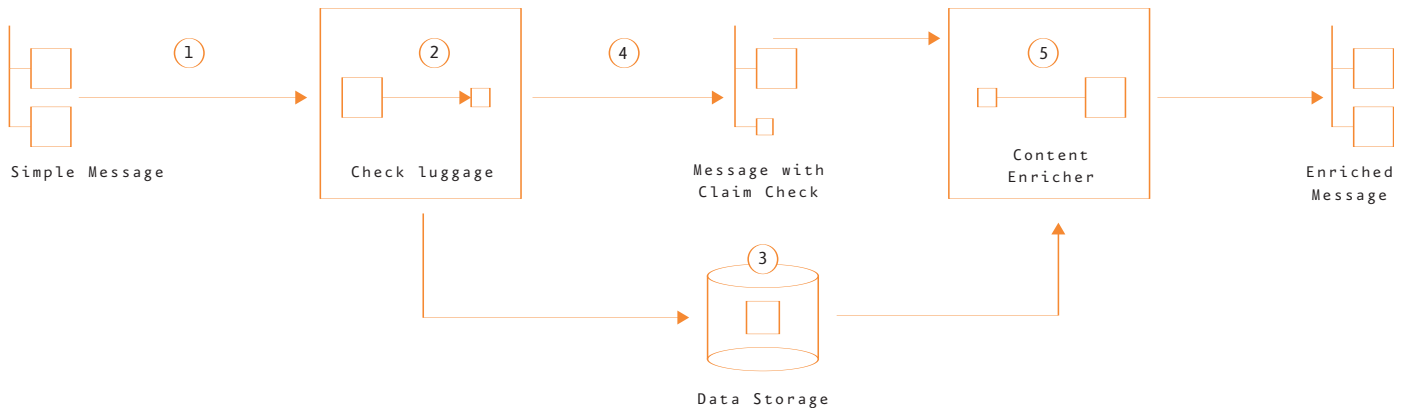 1
2
4
5
Simple Message
Check luggage
Message with
Claim Check
Content
Enricher
Enriched
Message
3
Data Storage